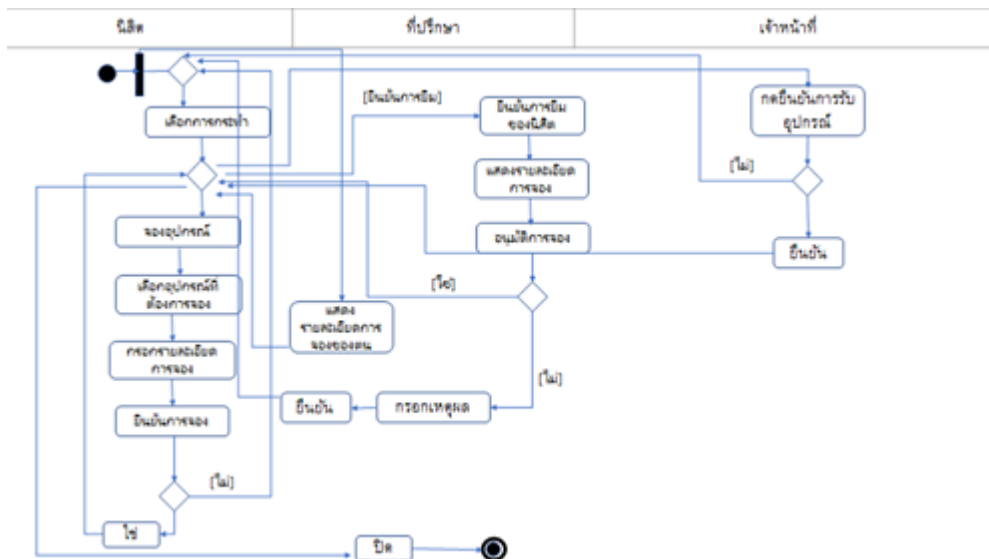 นิสิต
ที่ปรึกษา
เจ้าหน้าที่
เลือกการกระทำ
จองอุปกรณ์
เลือกอุปกรณ์ที่
ต้องการจอง
กรอกรายละเอียด
การจอง
ยืนยันการจอง
[ไม่]
ใช่
[ยืนยันการยืม]
ยืนยันการยืม
ของนิสิต
แสดงรายละเอียด
การจอง
อนุมัติการจอง
[ใช่]
แสดง
รายละเอียดการ
จองของตน
[ไม่]
กรอกเหตุผล
ยืนยัน
ปิด
กดยืนยันการรับ
อุปกรณ์
[ไม่]
ยืนยัน